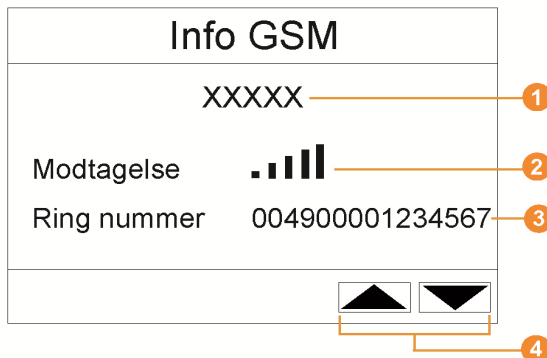 Info GSM
XXXXX 1
Modtagelse 2
Ring nummer 004900001234567 3
4